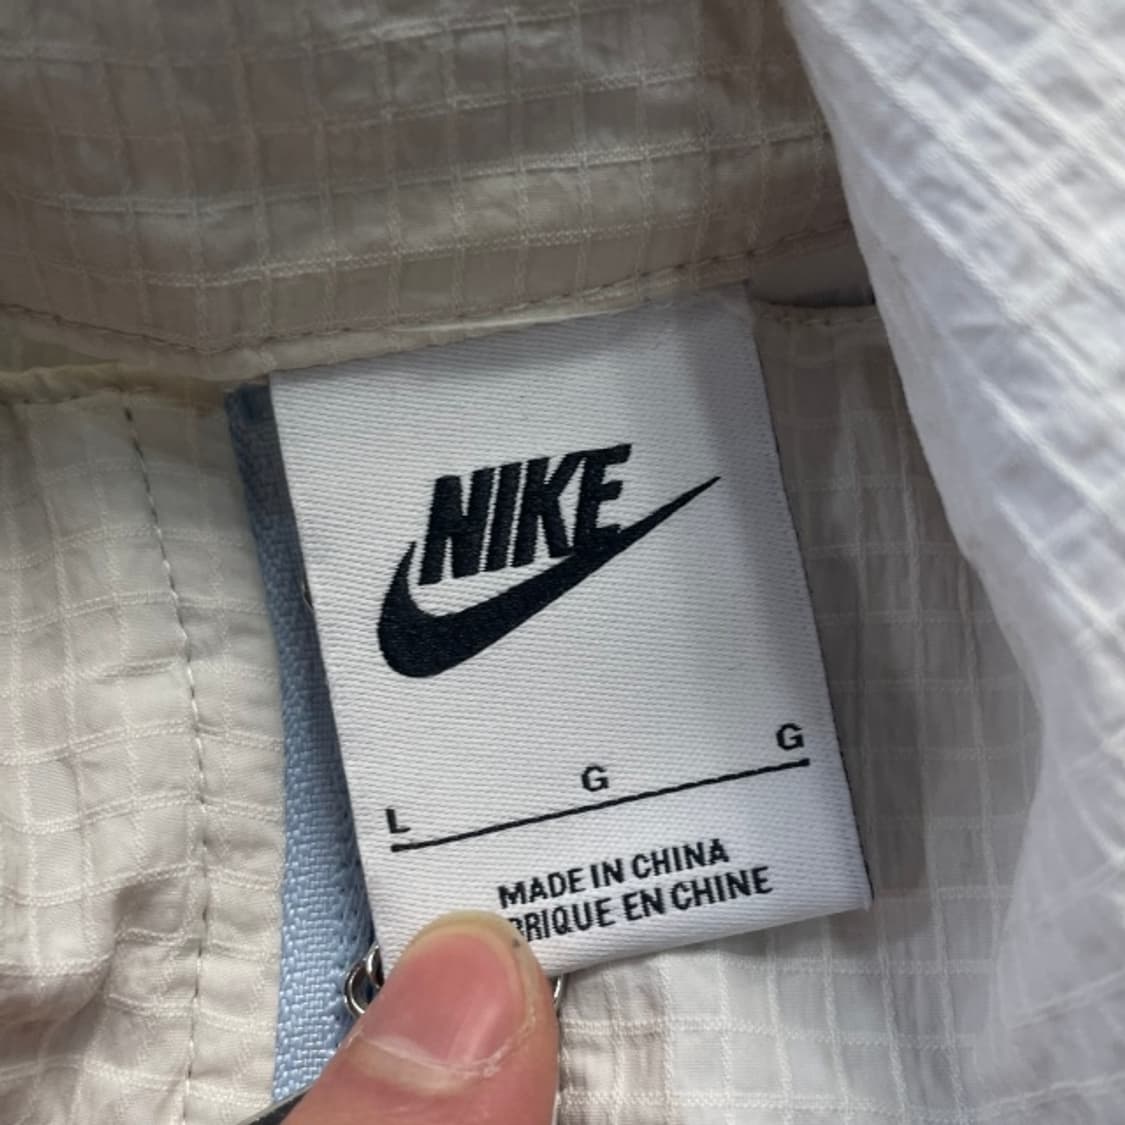 NIKE
L G G
MADE IN CHINA
BRIQUE EN CHINE